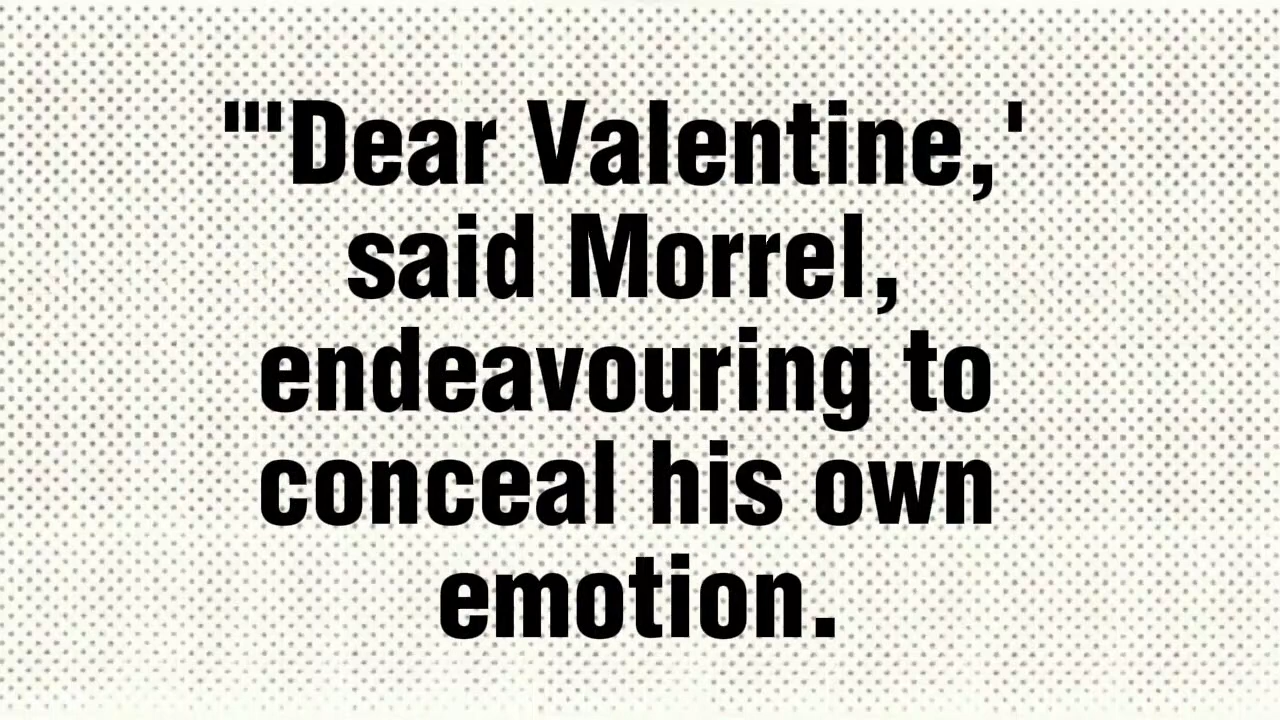 "'Dear Valentine,'
said Morrel,
endeavouring to
conceal his own
emotion.